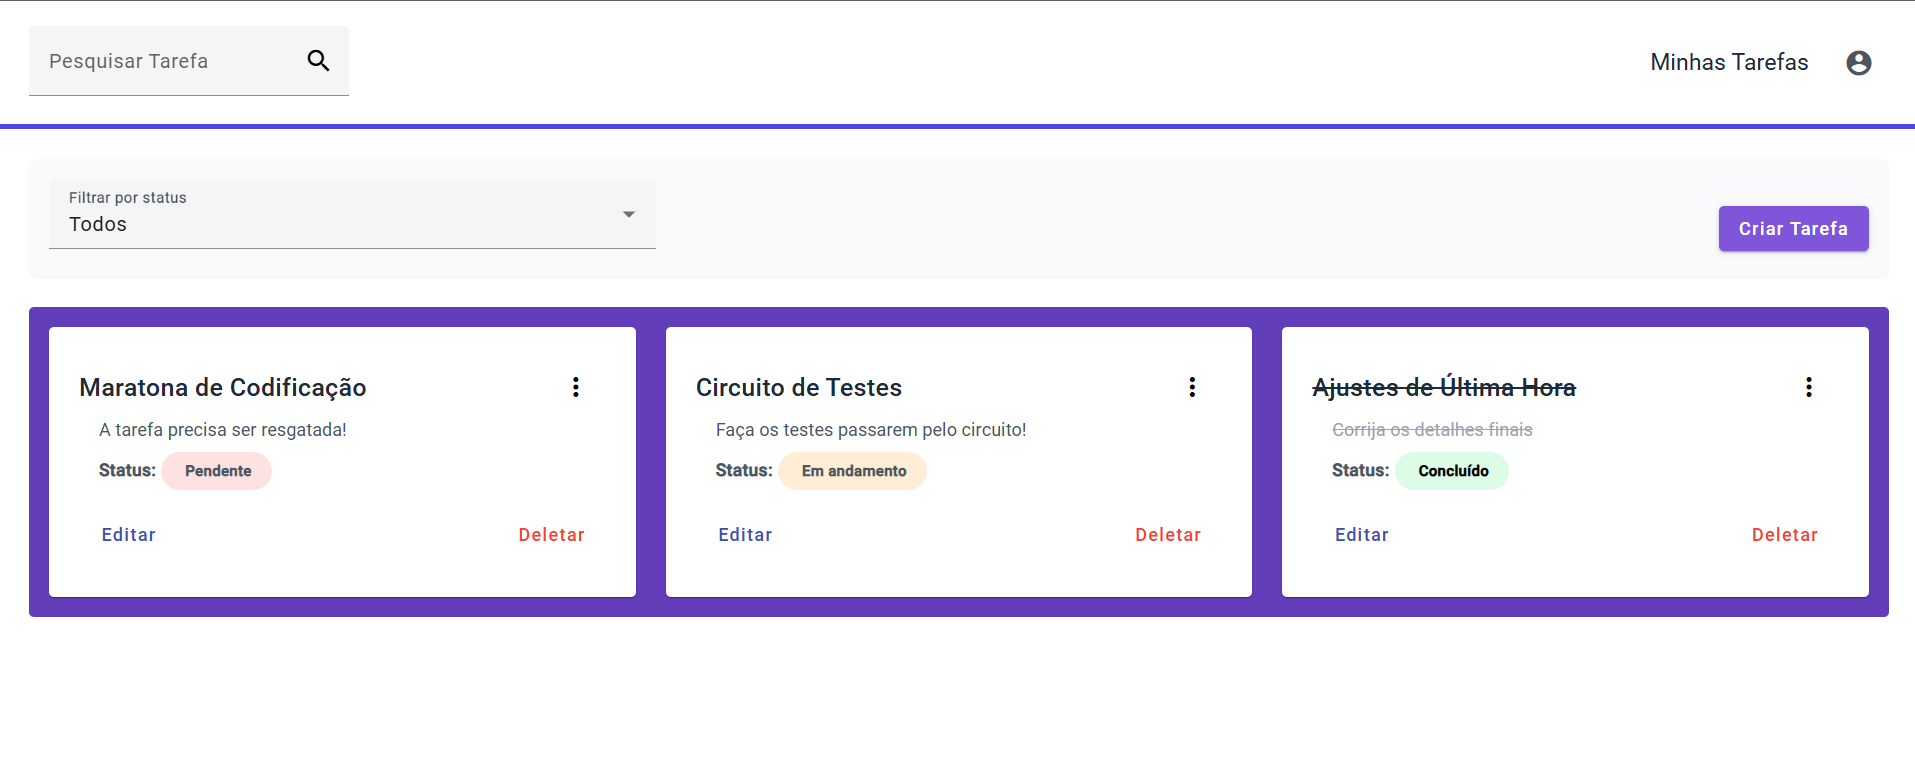 Pesquisar Tarefa
Minhas Tarefas
Filtrar por status
Todos
Criar Tarefa
Maratona de Codificação
A tarefa precisa ser resgatada!
Status: Pendente
Editar Deletar
Circuito de Testes
Faça os testes passarem pelo circuito!
Status: Em andamento
Editar Deletar
Ajustes de Última Hora
Corrija os detalhes finais
Status: Concluído
Editar Deletar